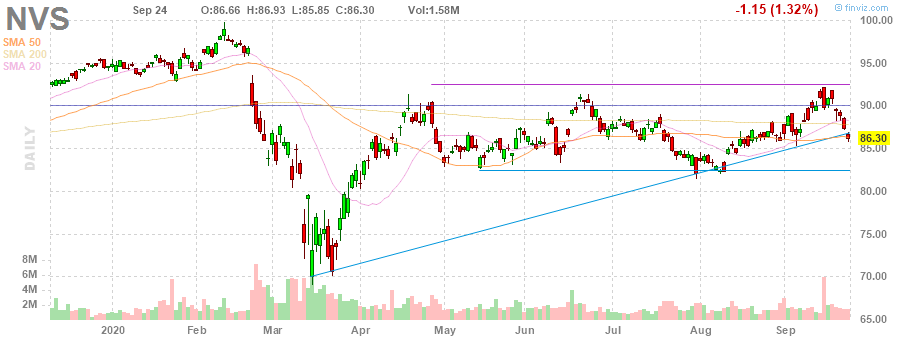 NVS
Sep 24 O:86.66 H:86.93 L:85.85 C:86.30 Vol:1.58M -1.15 (1.32%) @ finviz.com
SMA 50
SMA 200
SMA 20
DAILY
100.00
95.00
90.00
86.30
85.00
80.00
75.00
70.00
65.00
8M
6M
4M
2M
2020 Feb Mar Apr May Jun Jul Aug Sep